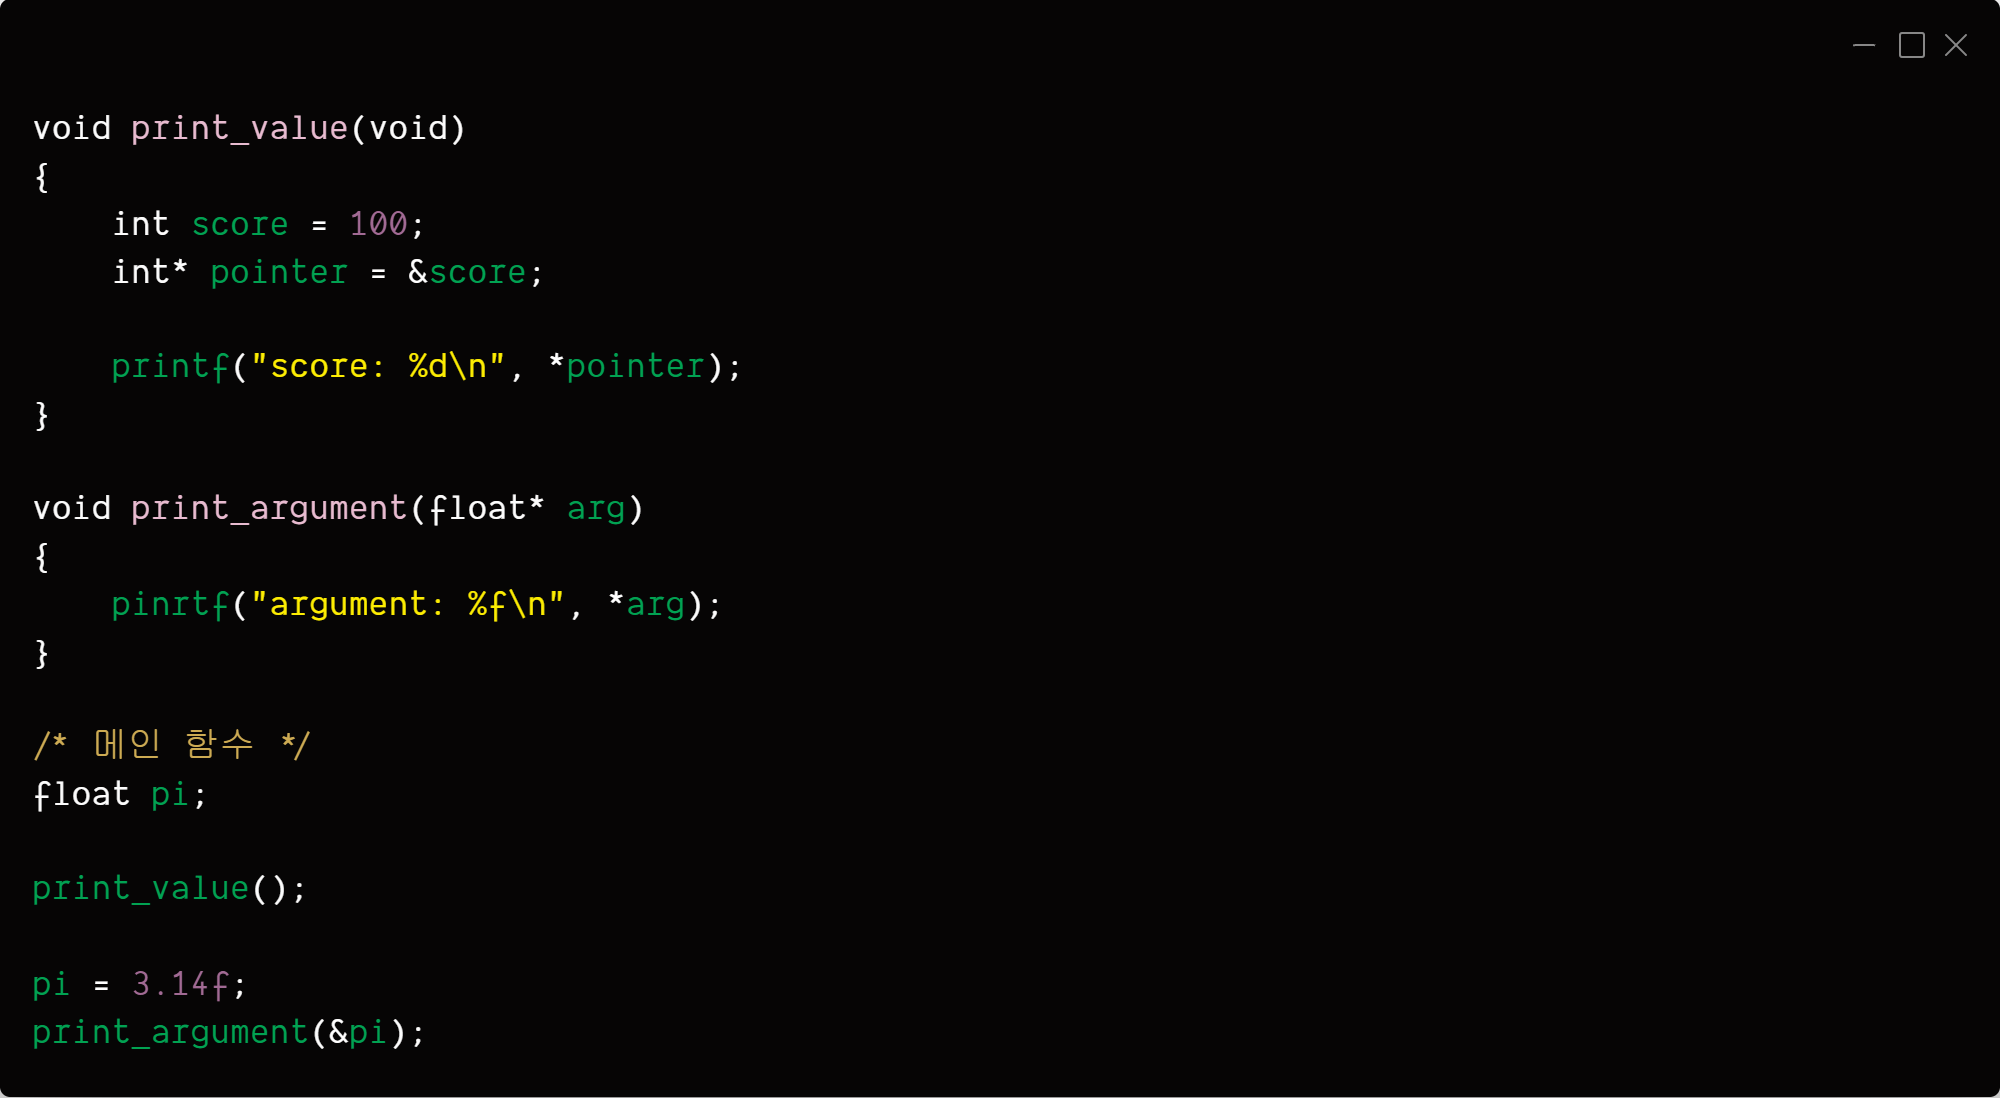 void print_value(void)
{
    int score = 100;
    int* pointer = &score;

    printf("score: %d\n", *pointer);
}

void print_argument(float* arg)
{
    pinrtf("argument: %f\n", *arg);
}

/* 메인 함수 */
float pi;

print_value();

pi = 3.14f;
print_argument(&pi);